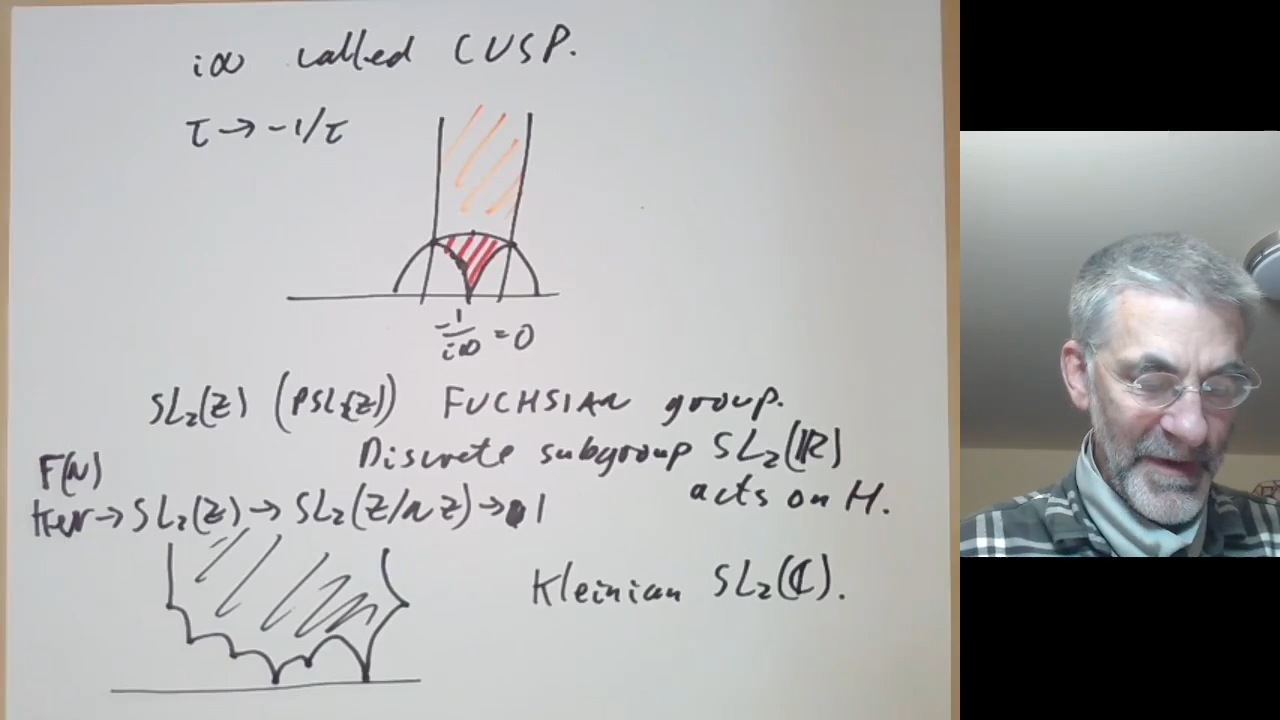 i∞ called CUSP.
τ → -1/τ
-1/i∞ = 0
SL₂(Z) (PSL₂(Z)) FUCHSIAN group.
Discrete subgroup SL₂(ℝ)
acts on H.
Γ(N)
Ker → SL₂(Z) → SL₂(Z/NZ) → 1
Kleinian SL₂(ℂ).